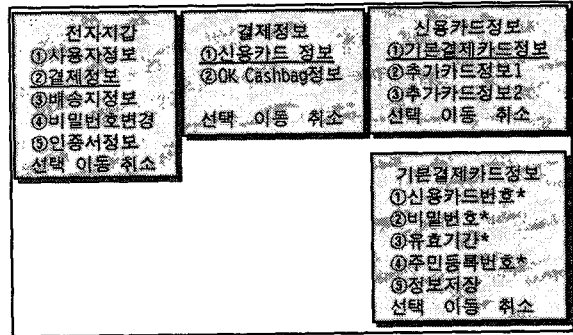 전자지갑
①사용자정보
②결제정보
③배송지정보
④비밀번호변경
⑤인증서정보
선택 이동 취소
결제정보
①신용카드 정보
②OK Cashbag정보
선택 이동 취소
신용카드정보
①기본결제카드정보
②추가카드정보1
③추가카드정보2
선택 이동 취소
기본결제카드정보
①신용카드번호*
②비밀번호*
③유효기간*
④주민등록번호*
⑤정보저장
선택 이동 취소